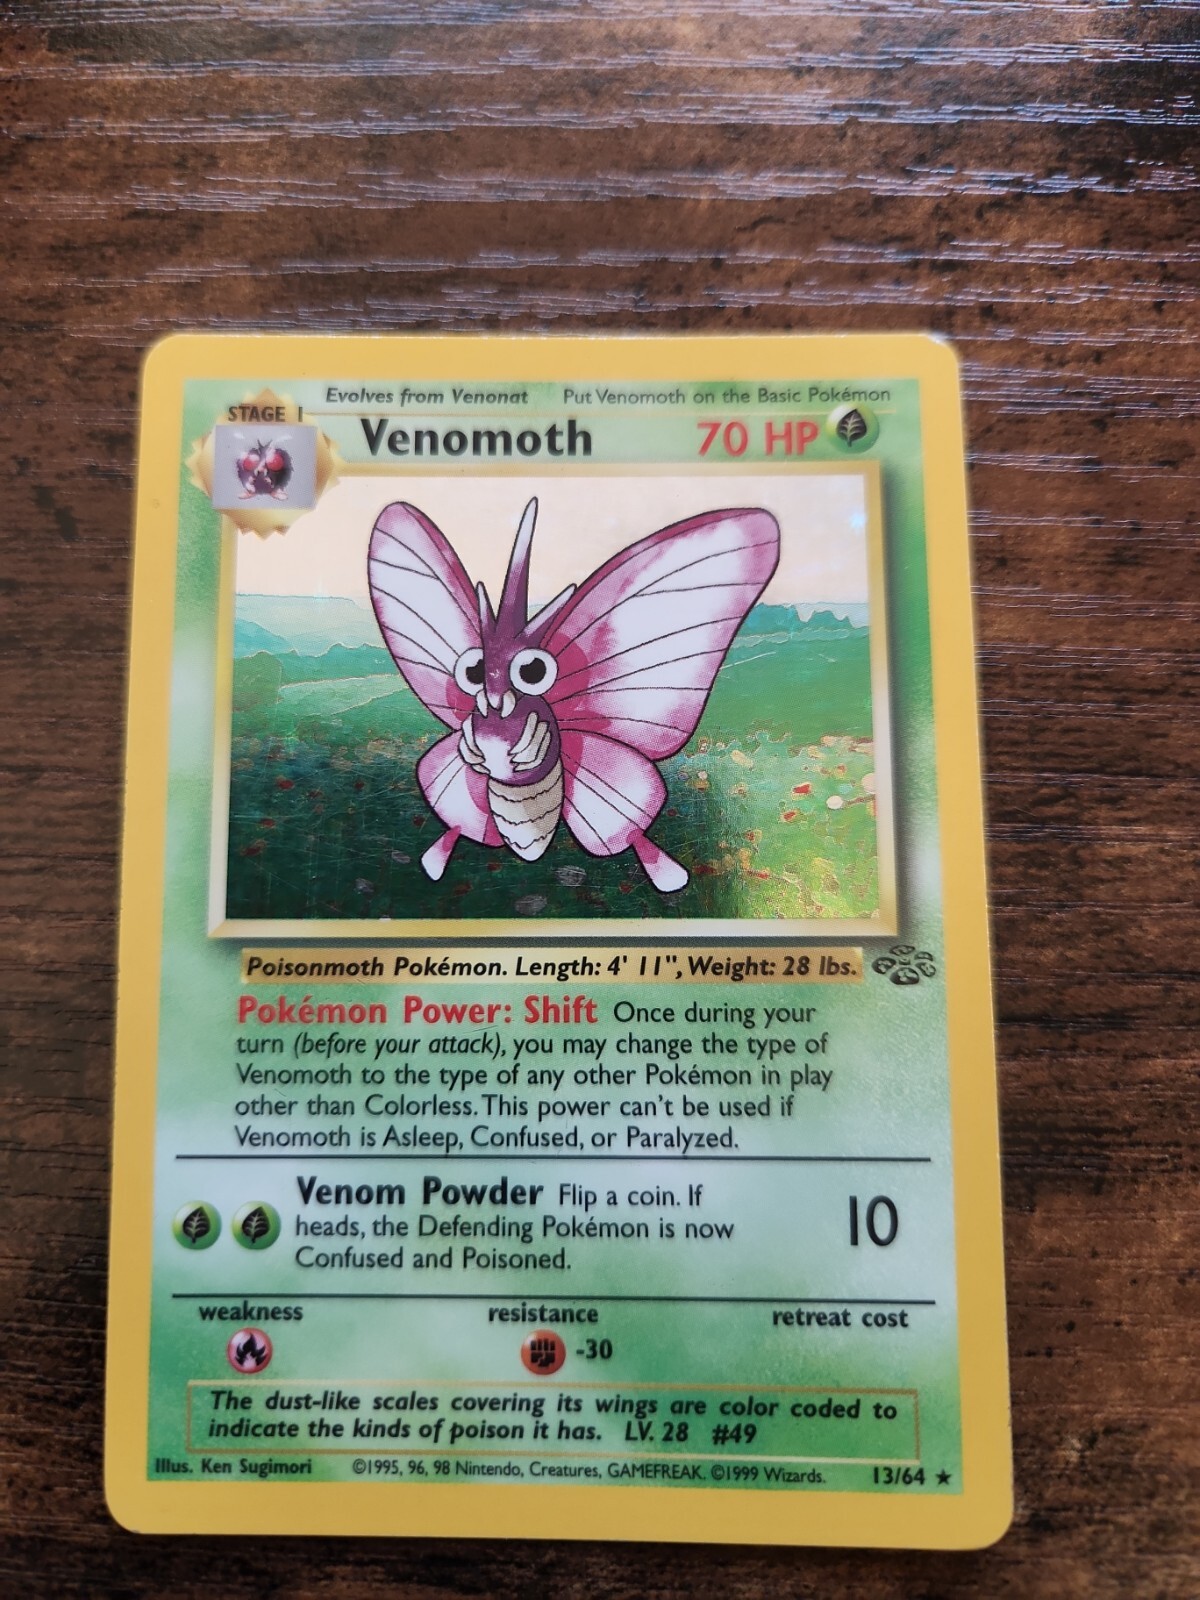 Evolves from Venonat Put Venomoth on the Basic Pokémon
STAGE 1
Venomoth 70 HP
Poisonmoth Pokémon. Length: 4' 11", Weight: 28 lbs.
Pokémon Power: Shift Once during your
turn (before your attack), you may change the type of
Venomoth to the type of any other Pokémon in play
other than Colorless. This power can't be used if
Venomoth is Asleep, Confused, or Paralyzed.
Venom Powder Flip a coin. If
heads, the Defending Pokémon is now
Confused and Poisoned.
10
weakness resistance retreat cost
-30
The dust-like scales covering its wings are color coded to
indicate the kinds of poison it has. LV. 28 #49
Illus. Ken Sugimori ©1995, 96, 98 Nintendo, Creatures, GAMEFREAK. ©1999 Wizards. 13/64 ★